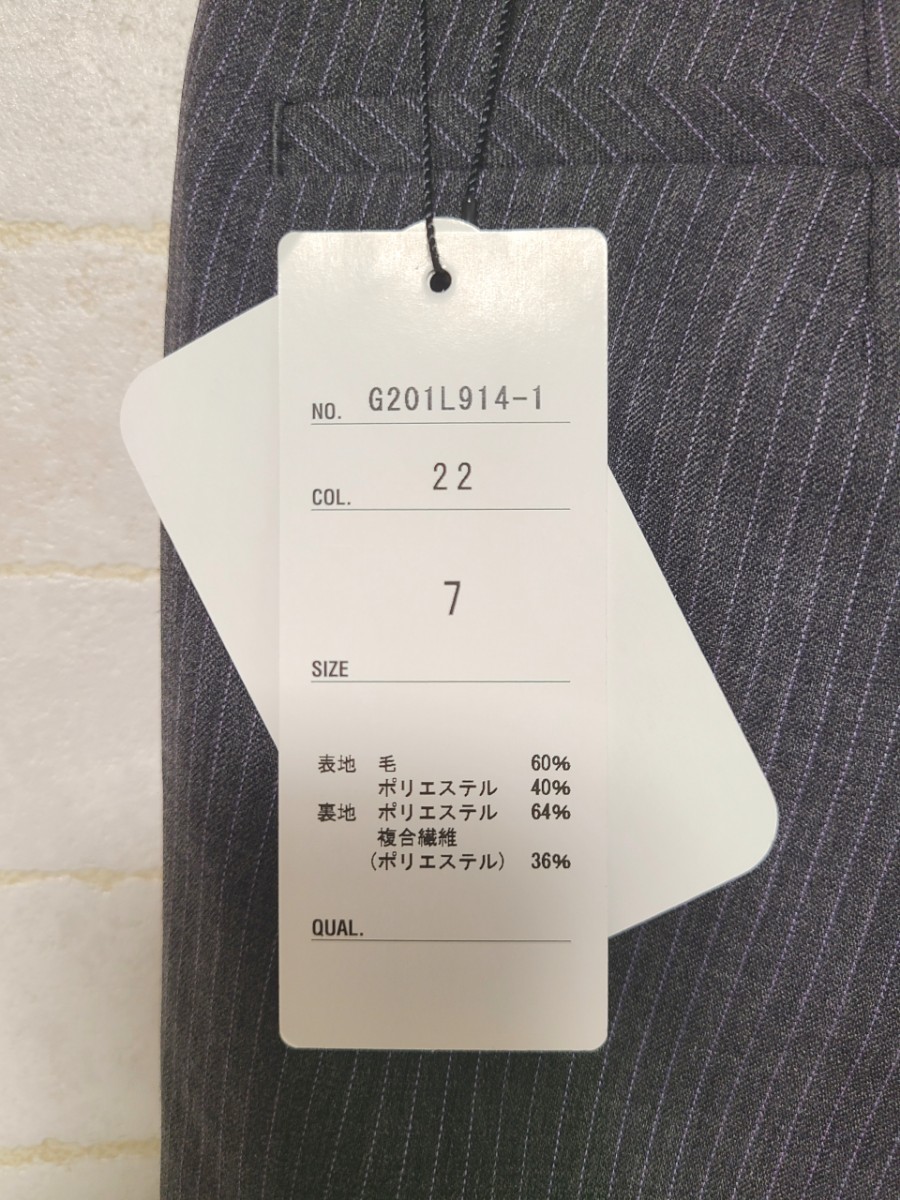 NO. G201L914-1
COL. 22
7
SIZE
表地 毛 60%
ポリエステル 40%
裏地 ポリエステル 64%
複合繊維
(ポリエステル) 36%
QUAL.